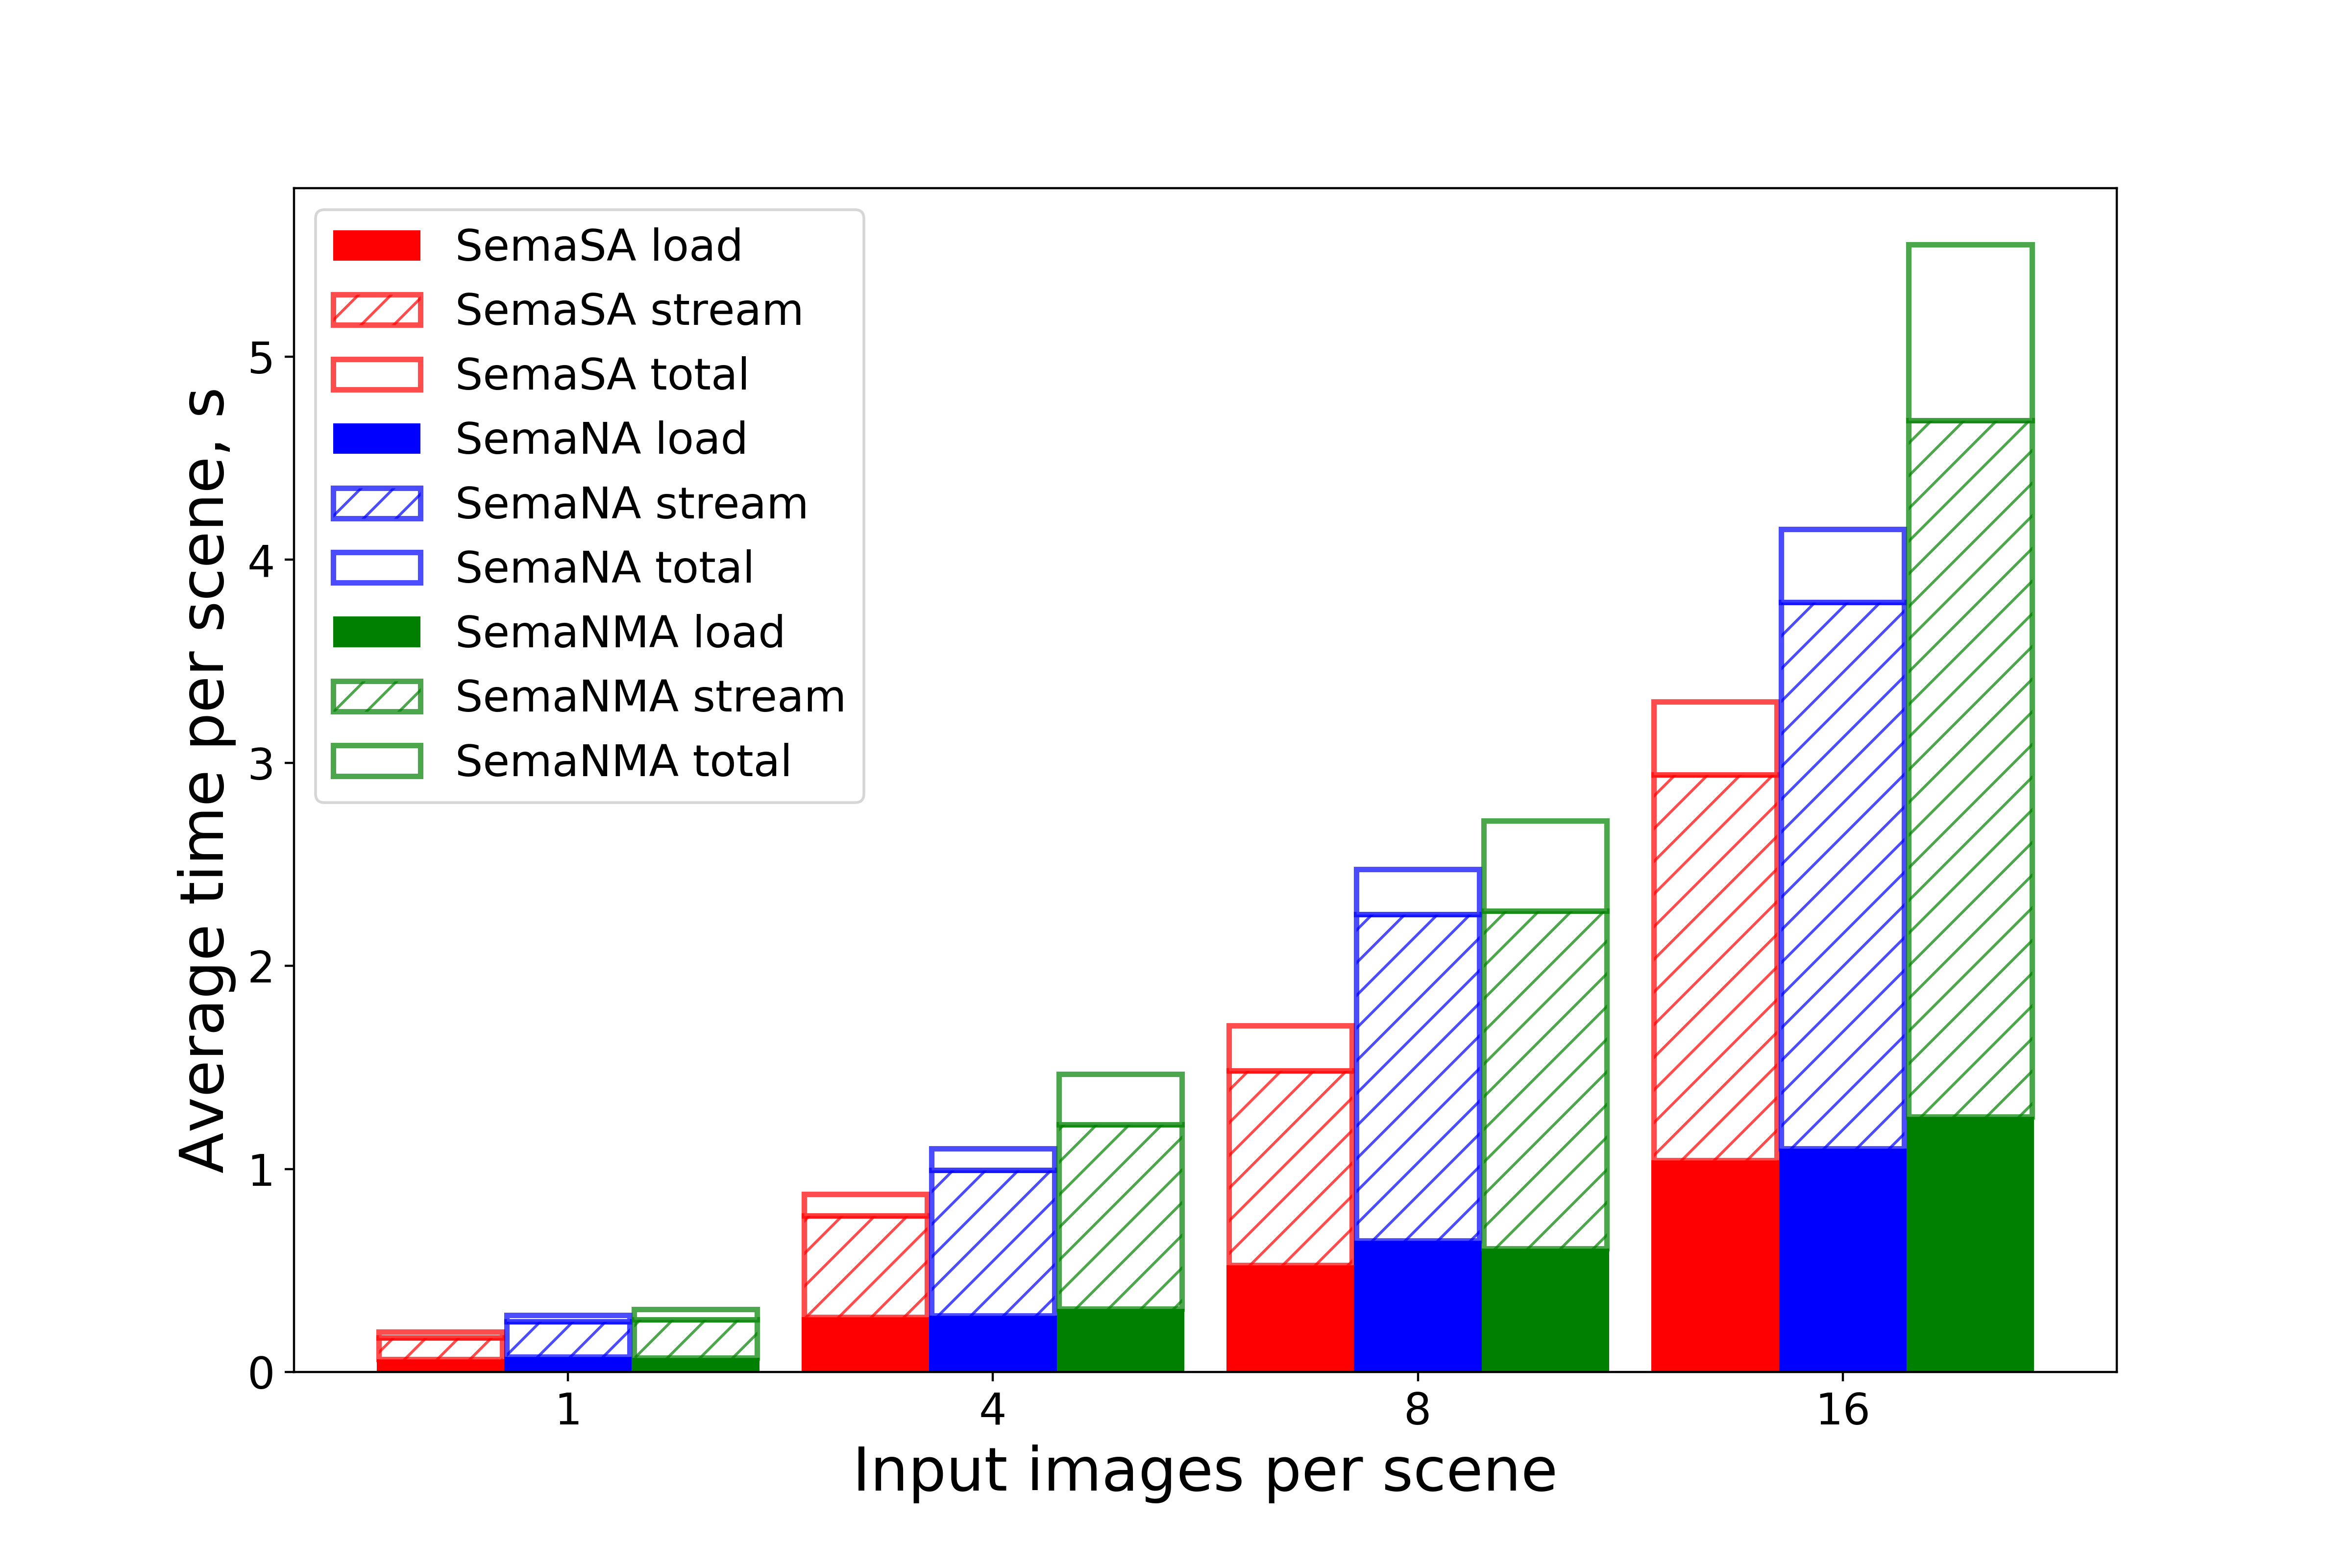 SemaSA load
SemaSA stream
SemaSA total
SemaNA load
SemaNA stream
SemaNA total
SemaNMA load
SemaNMA stream
SemaNMA total
Average time per scene, s
5
4
3
2
1
0
1 4 8 16
Input images per scene